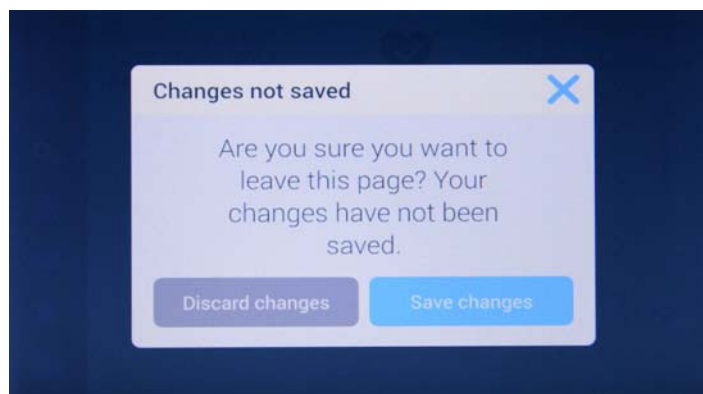 Changes not saved
Are you sure you want to
leave this page? Your
changes have not been
saved.
Discard changes
Save changes